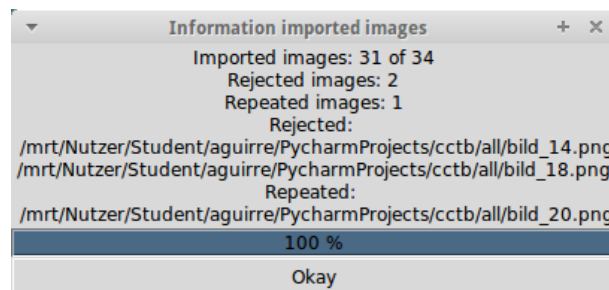 Information imported images
Imported images: 31 of 34
Rejected images: 2
Repeated images: 1
Rejected:
/mrt/Nutzer/Student/aguirre/PycharmProjects/cctb/all/bild_14.png
/mrt/Nutzer/Student/aguirre/PycharmProjects/cctb/all/bild_18.png
Repeated:
/mrt/Nutzer/Student/aguirre/PycharmProjects/cctb/all/bild_20.png
100 %
Okay